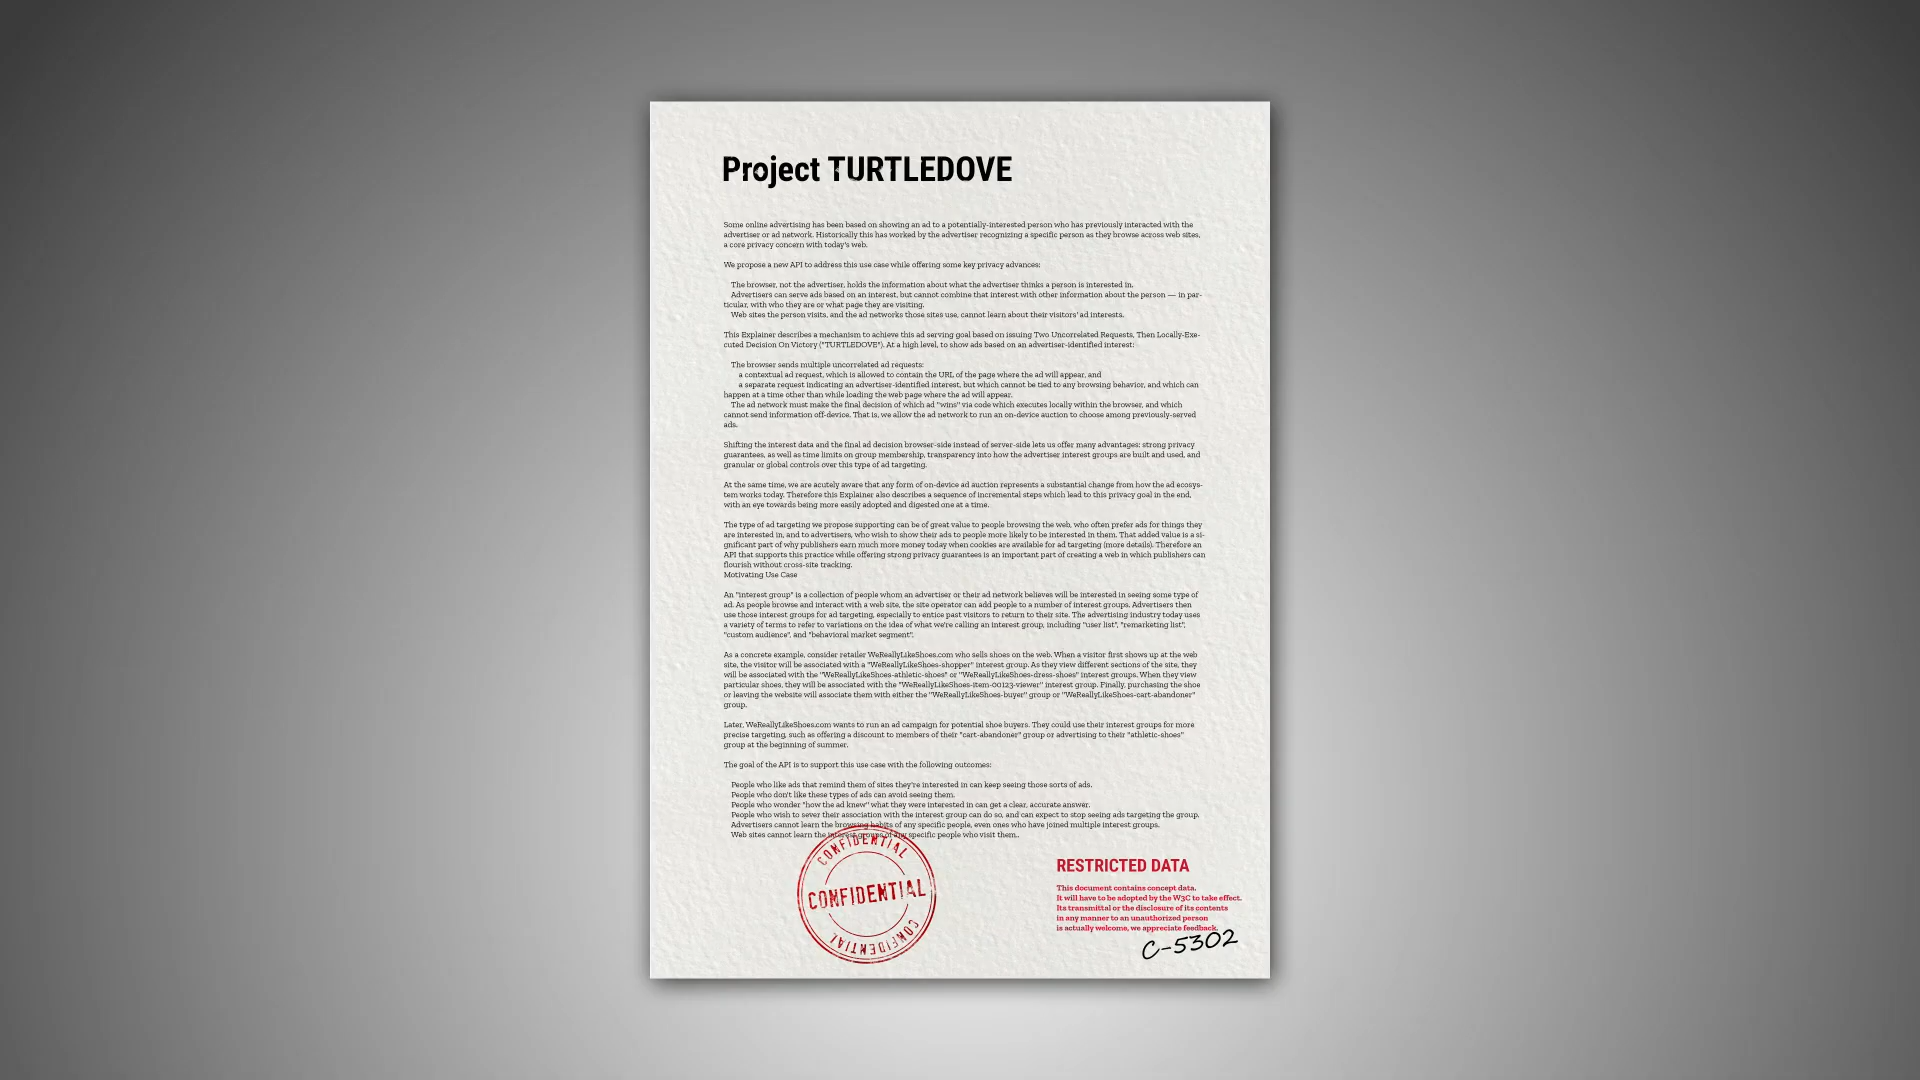 Project TURTLEDOVE
Some online advertising has been based on showing an ad to a potentially-interested person who has previously interacted with the
advertiser or ad network. Historically this has worked by the advertiser recognizing a specific person as they browse across web sites,
a core privacy concern with today's web.
We propose a new API to address this use case while offering some key privacy advances:
The browser, not the advertiser, holds the information about what the advertiser thinks a person is interested in.
Advertisers can serve ads based on an interest, but cannot combine that interest with other information about the person — in par-
ticular, with who they are or what page they are visiting.
Web sites the person visits, and the ad networks those sites use, cannot learn about their visitors' ad interests.
This Explainer describes a mechanism to achieve this ad serving goal based on issuing Two Uncorrelated Requests, Then Locally-Exe-
cuted Decision On Victory ("TURTLEDOVE"). At a high level, to show ads based on an advertiser-identified interest:
The browser sends multiple uncorrelated ad requests:
a contextual ad request, which is allowed to contain the URL of the page where the ad will appear, and
a separate request indicating an advertiser-identified interest, but which cannot be tied to any browsing behavior, and which can
happen at a time other than while loading the web page where the ad will appear.
The ad network must make the final decision of which ad "wins" via code which executes locally within the browser, and which
cannot send information off-device. That is, we allow the ad network to run an on-device auction to choose among previously-served
ads.
Shifting the interest data and the final ad decision browser-side instead of server-side lets us offer many advantages: strong privacy
guarantees, as well as time limits on group membership, transparency into how the advertiser interest groups are built and used, and
granular or global controls over this type of ad targeting.
At the same time, we are acutely aware that any form of on-device ad auction represents a substantial change from how the ad ecosys-
tem works today. Therefore this Explainer also describes a sequence of incremental steps which lead to this privacy goal in the end,
with an eye towards being more easily adopted and digested one at a time.
The type of ad targeting we propose supporting can be of great value to people browsing the web, who often prefer ads for things they
are interested in, and to advertisers, who wish to show their ads to people more likely to be interested in them. That added value is a si-
gnificant part of why publishers earn much more money today when cookies are available for ad targeting (more details). Therefore an
API that supports this practice while offering strong privacy guarantees is an important part of creating a web in which publishers can
flourish without cross-site tracking.
Motivating Use Case
An "interest group" is a collection of people whom an advertiser or their ad network believes will be interested in seeing some type of
ad. As people browse and interact with a web site, the site operator can add people to a number of interest groups. Advertisers then
use those interest groups for ad targeting, especially to entice past visitors to return to their site. The advertising industry today uses
a variety of terms to refer to variations on the idea of what we're calling an interest group, including "user list", "remarketing list",
"custom audience", and "behavioral market segment".
As a concrete example, consider retailer WeReallyLikeShoes.com who sells shoes on the web. When a visitor first shows up at the web
site, the visitor will be associated with a "WeReallyLikeShoes-shopper" interest group. As they view different sections of the site, they
will be associated with the "WeReallyLikeShoes-athletic-shoes" or "WeReallyLikeShoes-dress-shoes" interest groups. When they view
particular shoes, they will be associated with the "WeReallyLikeShoes-item-00123-viewer" interest group. Finally, purchasing the shoe
or leaving the website will associate them with either the "WeReallyLikeShoes-buyer" group or "WeReallyLikeShoes-cart-abandoner"
group.
Later, WeReallyLikeShoes.com wants to run an ad campaign for potential shoe buyers. They could use their interest groups for more
precise targeting, such as offering a discount to members of their "cart-abandoner" group or advertising to their "athletic-shoes"
group at the beginning of summer.
The goal of the API is to support this use case with the following outcomes:
People who like ads that remind them of sites they're interested in can keep seeing those sorts of ads.
People who don't like these types of ads can avoid seeing them.
People who wonder "how the ad knew" what they were interested in can get a clear, accurate answer.
People who wish to sever their association with the interest group can do so, and can expect to stop seeing ads targeting the group.
Advertisers cannot learn the browsing habits of any specific people, even ones who have joined multiple interest groups.
Web sites cannot learn the interest groups of any specific people who visit them..
CONFIDENTIAL
CONFIDENTIAL
CONFIDENTIAL
RESTRICTED DATA
This document contains concept data.
It will have to be adopted by the W3C to take effect.
Its transmittal or the disclosure of its contents
in any manner to an unauthorized person
is actually welcome, we appreciate feedback.
C-5302